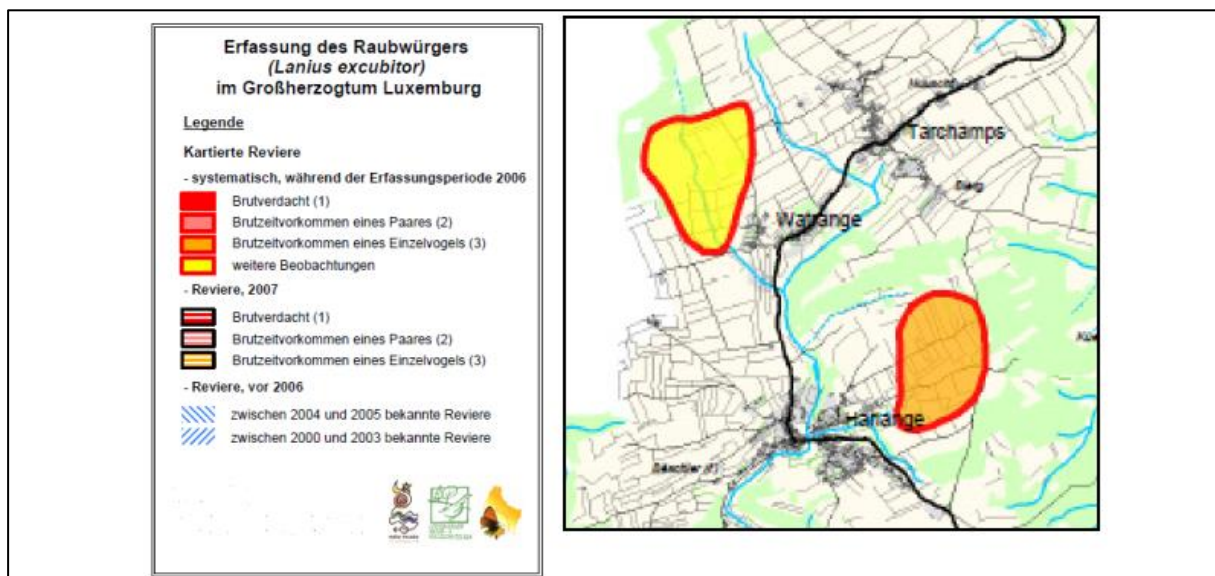 Erfassung des Raubwürgers
(Lanius excubitor)
im Großherzogtum Luxemburg
Legende
Kartierte Reviere
- systematisch, während der Erfassungsperiode 2006
Brutverdacht (1)
Brutzeitvorkommen eines Paares (2)
Brutzeitvorkommen eines Einzelvogels (3)
weitere Beobachtungen
- Reviere, 2007
Brutverdacht (1)
Brutzeitvorkommen eines Paares (2)
Brutzeitvorkommen eines Einzelvogels (3)
- Reviere, vor 2006
zwischen 2004 und 2005 bekannte Reviere
zwischen 2000 und 2003 bekannte Reviere
Tarchamps
Watrange
Harlange